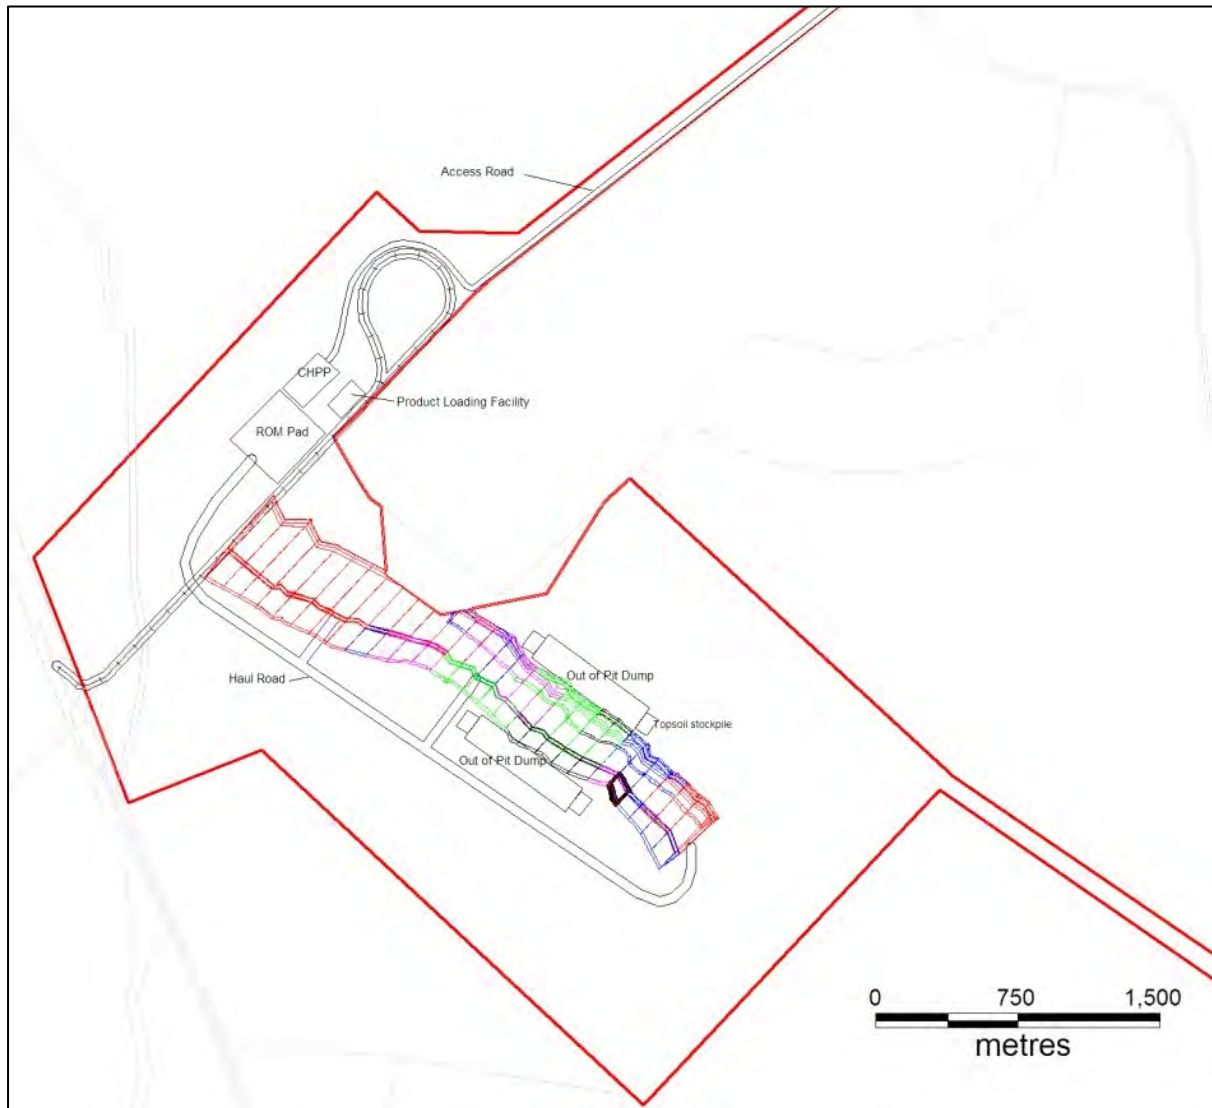 Access Road
CHPP
Product Loading Facility
ROM Pad
Haul Road
Out of Pit Dump
Topsoil stockpile
Out of Pit Dump
0 750 1,500
metres